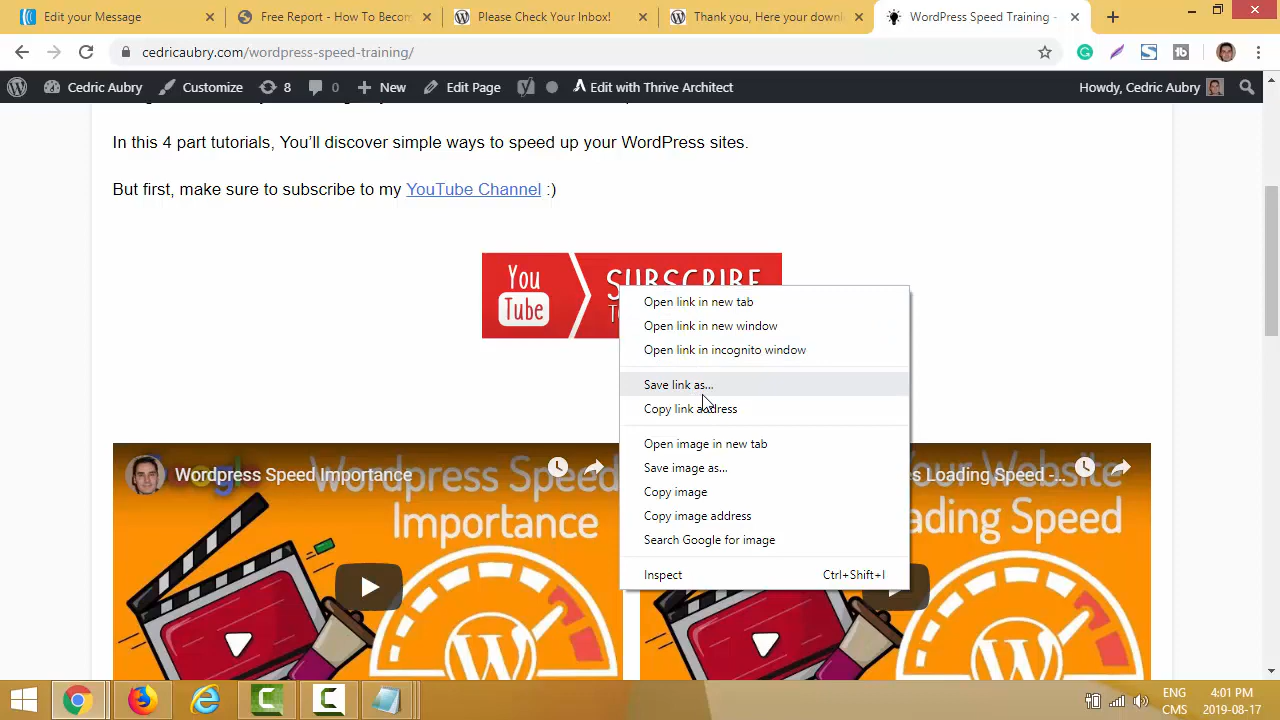 Edit your Message
Free Report - How To Becom
Please Check Your Inbox!
Thank you, Here your downl
WordPress Speed Training -
cedricaubry.com/wordpress-speed-training/
Cedric Aubry
Customize
8
0
New
Edit Page
Edit with Thrive Architect
Howdy, Cedric Aubry
In this 4 part tutorials, You'll discover simple ways to speed up your WordPress sites.
But first, make sure to subscribe to my YouTube Channel :)
You
Tube
SUBSCRIBE
Open link in new tab
Open link in new window
Open link in incognito window
Save link as...
Copy link address
Open image in new tab
Save image as...
Copy image
Copy image address
Search Google for image
Inspect Ctrl+Shift+I
Wordpress Speed Importance
Wordpress Speed
Importance
s Loading Speed -...
Your Website
ading Speed
ENG
CMS
4:01 PM
2019-08-17